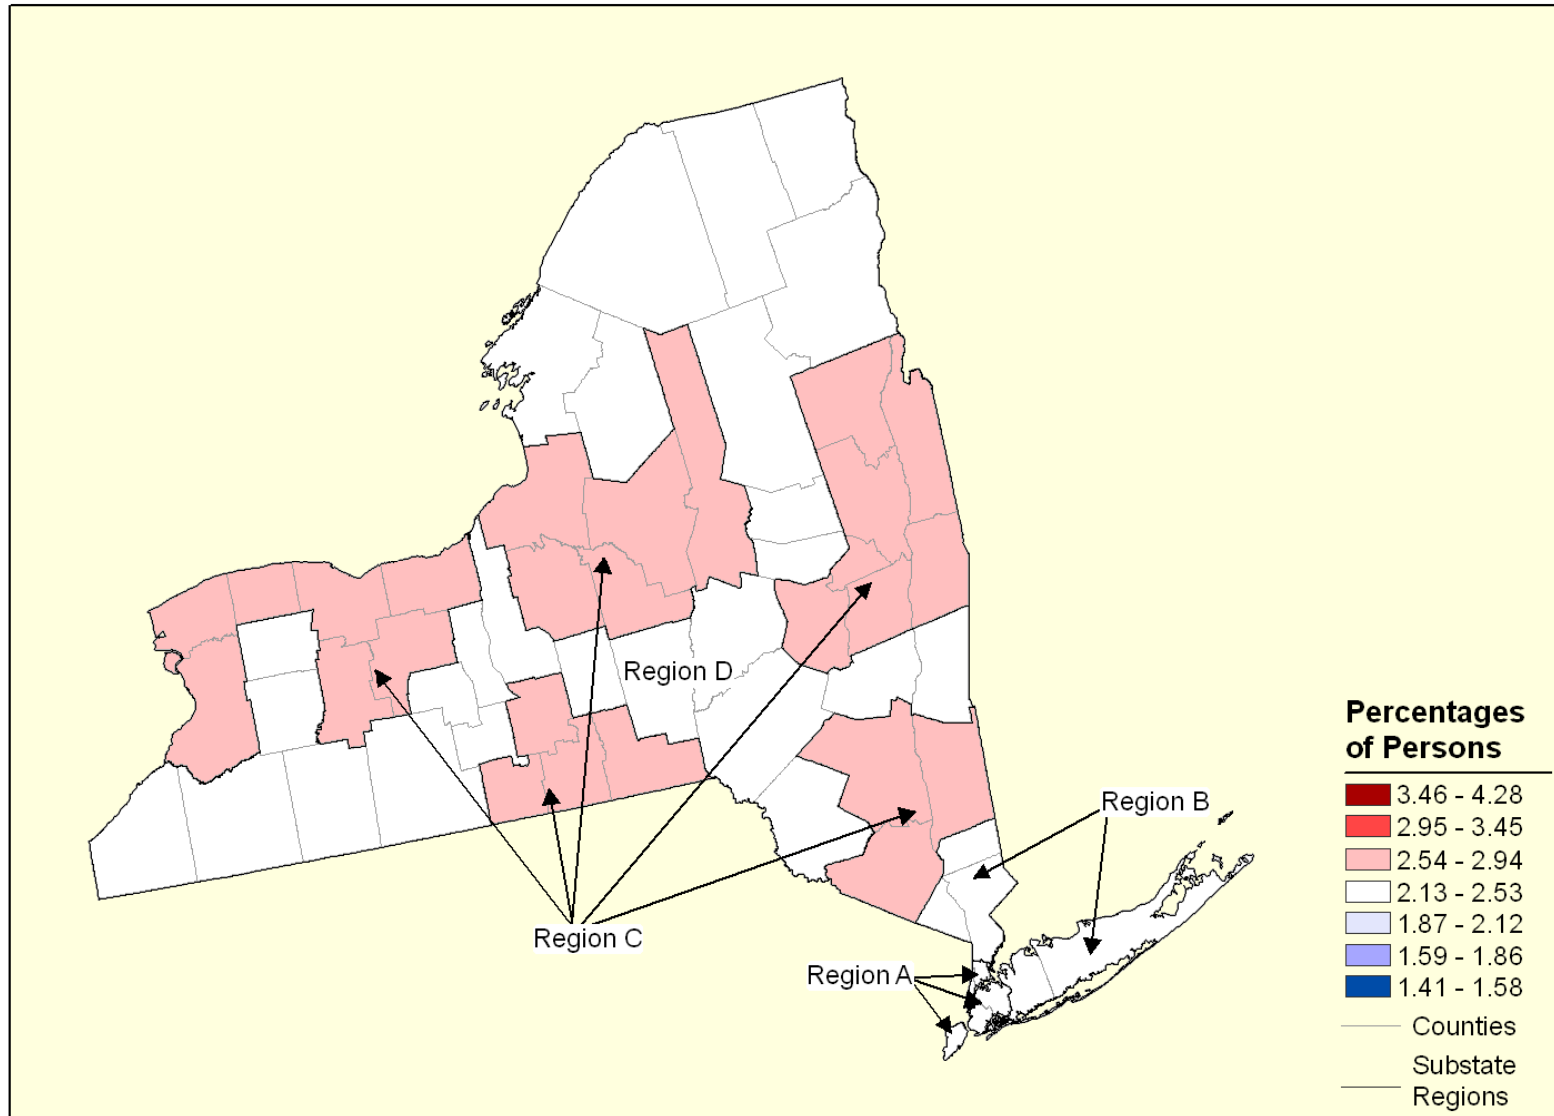 Region D
Region B
Region C
Region A
Percentages
of Persons
3.46 - 4.28
2.95 - 3.45
2.54 - 2.94
2.13 - 2.53
1.87 - 2.12
1.59 - 1.86
1.41 - 1.58
Counties
Substate
Regions